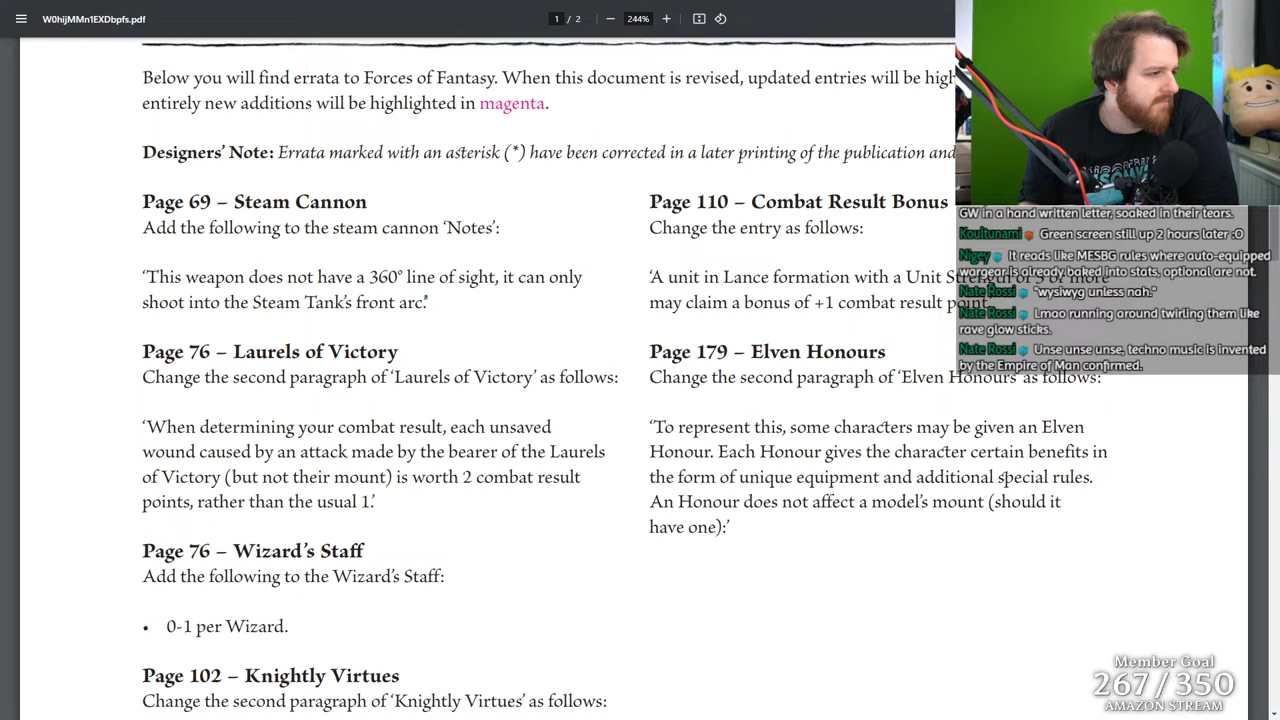 W0hijMMn1EXDbpfs.pdf
1 / 2
244%
Below you will find errata to Forces of Fantasy. When this document is revised, updated entries will be hig
entirely new additions will be highlighted in magenta.
Designers' Note: Errata marked with an asterisk (*) have been corrected in a later printing of the publication and
Page 69 – Steam Cannon
Add the following to the steam cannon 'Notes':
'This weapon does not have a 360° line of sight, it can only
shoot into the Steam Tank's front arc.'
Page 76 – Laurels of Victory
Change the second paragraph of 'Laurels of Victory' as follows:
'When determining your combat result, each unsaved
wound caused by an attack made by the bearer of the Laurels
of Victory (but not their mount) is worth 2 combat result
points, rather than the usual 1.'
Page 76 – Wizard's Staff
Add the following to the Wizard's Staff:
• 0-1 per Wizard.
Page 102 – Knightly Virtues
Change the second paragraph of 'Knightly Virtues' as follows:
Page 110 – Combat Result Bonus
Change the entry as follows:
'A unit in Lance formation with a Unit Strength of 5 or more
may claim a bonus of +1 combat result point
Page 179 – Elven Honours
Change the second paragraph of 'Elven Honours' as follows:
'To represent this, some characters may be given an Elven
Honour. Each Honour gives the character certain benefits in
the form of unique equipment and additional special rules.
An Honour does not affect a model's mount (should it
have one):'
GW in a hand written letter, soaked in their tears.
Koultunami Green screen still up 2 hours later :O
Nigey It reads like MESBG rules where auto-equipped
wargear is already baked into stats, optional are not.
Nate Rossi "wysiwyg unless nah."
Nate Rossi Lmao running around twirling them like
rave glow sticks.
Nate Rossi Unse unse unse, techno music is invented
by the Empire of Man confirmed.
Member Goal
267/350
AMAZON STREAM